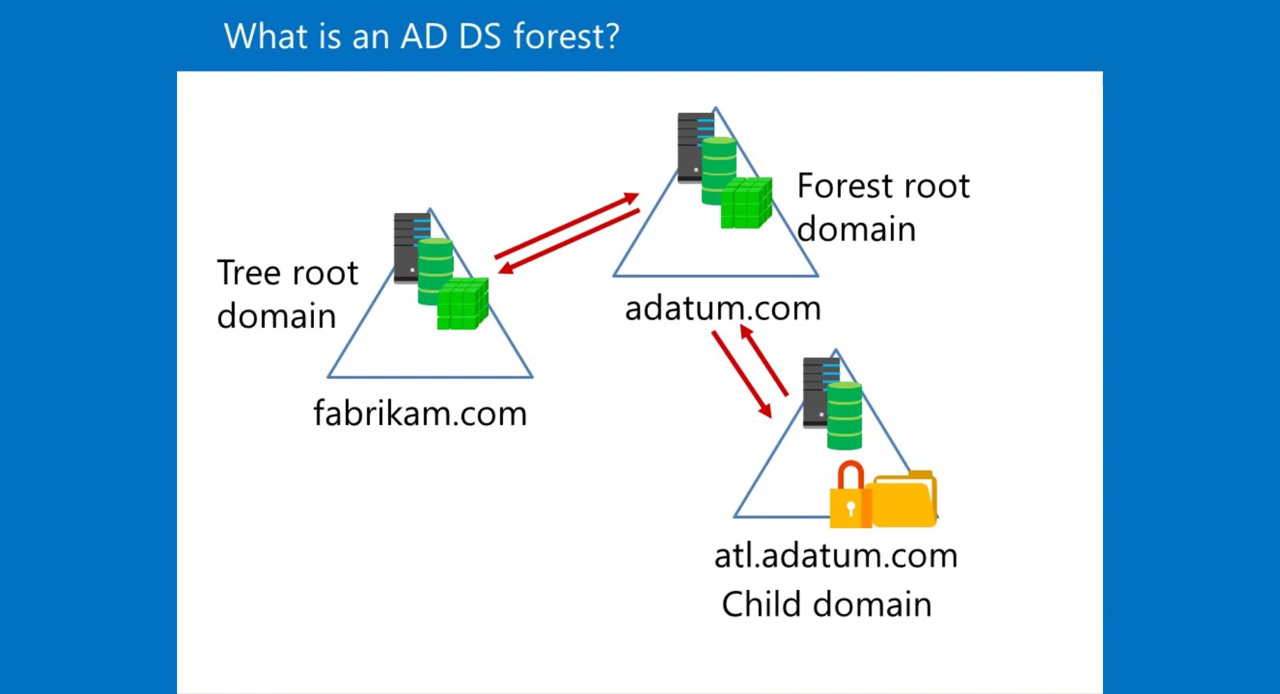 What is an AD DS forest?
Forest root
domain
Tree root
domain
adatum.com
fabrikam.com
atl.adatum.com
Child domain